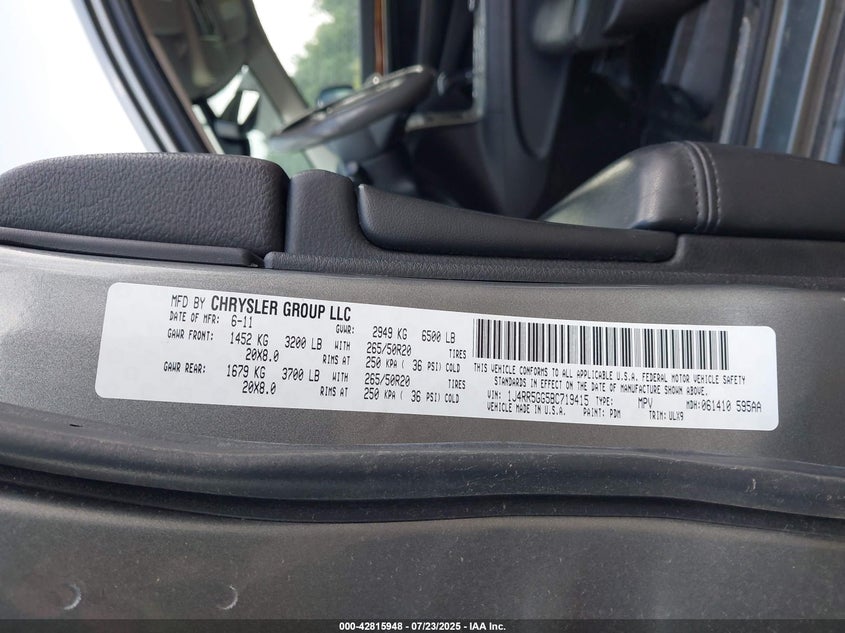 MFD BY CHRYSLER GROUP LLC
DATE OF MFR: 6-11 GVWR: 2949 KG 6500 LB
GAWR FRONT: 1452 KG 3200 LB WITH 265/50R20 TIRES
20X8.0 RIMS AT 250 KPA ( 36 PSI) COLD
GAWR REAR: 1679 KG 3700 LB WITH 265/50R20 TIRES
20X8.0 RIMS AT 250 KPA ( 36 PSI) COLD
THIS VEHICLE CONFORMS TO ALL APPLICABLE U.S.A. FEDERAL MOTOR VEHICLE SAFETY
STANDARDS IN EFFECT ON THE DATE OF MANUFACTURE SHOWN ABOVE.
VIN: 1J4RR5GG5BC719415 TYPE: MPV MDH:061410 595AA
MADE IN U.S.A. PAINT: PDM TRIM: ULX9
000-42815948 - 07/23/2025 - IAA Inc.